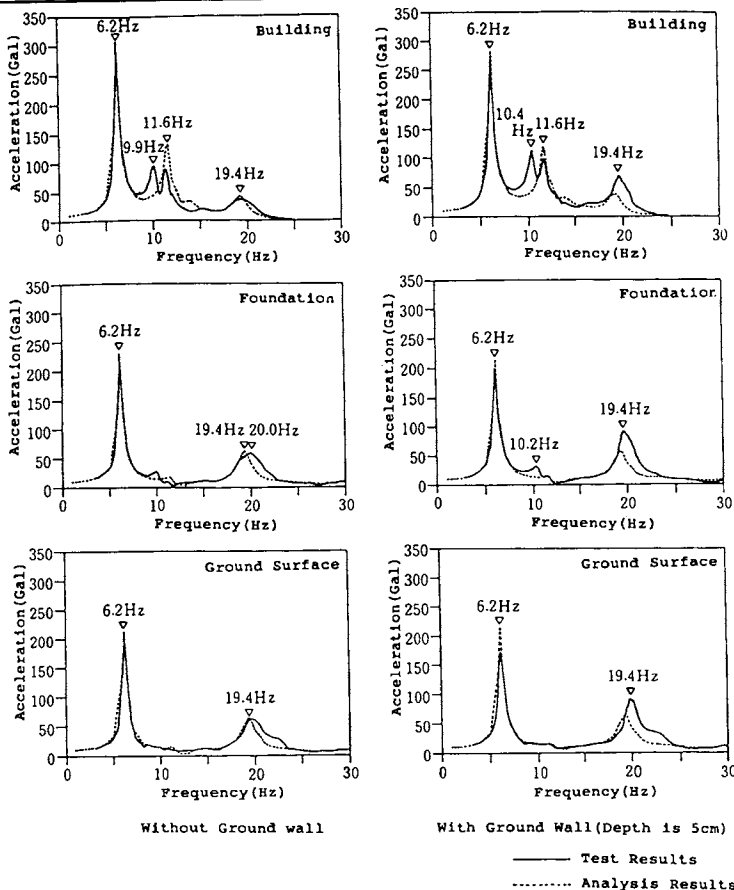 Building
Acceleration(Gal)
350
300
250
200
150
100
50
0
6.2Hz
9.9Hz
11.6Hz
19.4Hz
0 10 20 30
Frequency(Hz)
Building
Acceleration(Gal)
350
300
250
200
150
100
50
0
6.2Hz
10.4
Hz
11.6Hz
19.4Hz
0 10 20 30
Frequency(Hz)
Foundation
Acceleration(Gal)
350
300
250
200
150
100
50
0
6.2Hz
19.4Hz 20.0Hz
0 10 20 30
Frequency(Hz)
Foundation
Acceleration(Gal)
350
300
250
200
150
100
50
0
6.2Hz
10.2Hz
19.4Hz
0 10 20 30
Frequency(Hz)
Ground Surface
Acceleration(Gal)
350
300
250
200
150
100
50
0
6.2Hz
19.4Hz
0 10 20 30
Frequency(Hz)
Ground Surface
Acceleration(Gal)
350
300
250
200
150
100
50
0
6.2Hz
19.4Hz
0 10 20 30
Frequency(Hz)
Without Ground wall
With Ground Wall(Depth is 5cm)
Test Results
Analysis Results